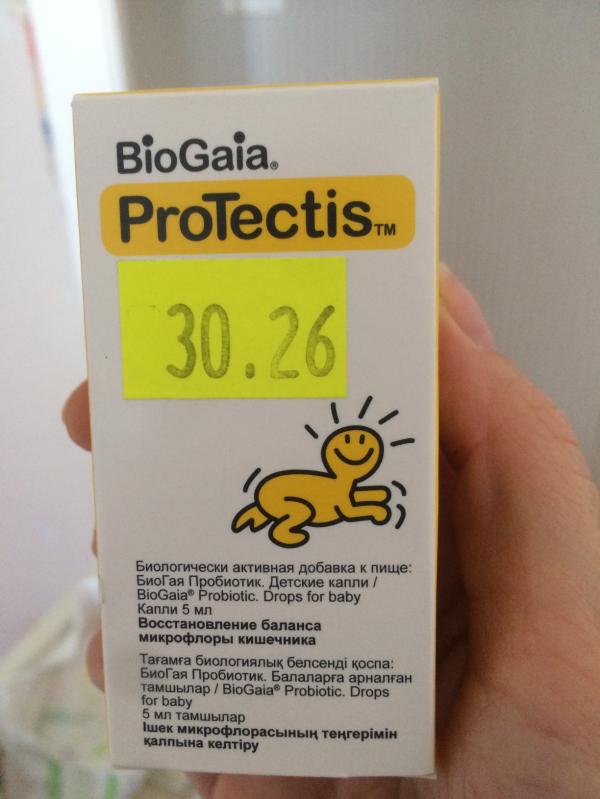 BioGaia®
ProTectis™
30.26
Биологически активная добавка к пище:
БиоГая Пробиотик. Детские капли /
BioGaia® Probiotic. Drops for baby
Капли 5 мл
Восстановление баланса
микрофлоры кишечника
Тағамға биологиялық белсенді қоспа:
БиоГая Пробиотик. Балаларға арналған
тамшылар / BioGaia® Probiotic. Drops
for baby
5 мл тамшылар
Ішек микрофлорасының теңгерімін
қалпына келтіру